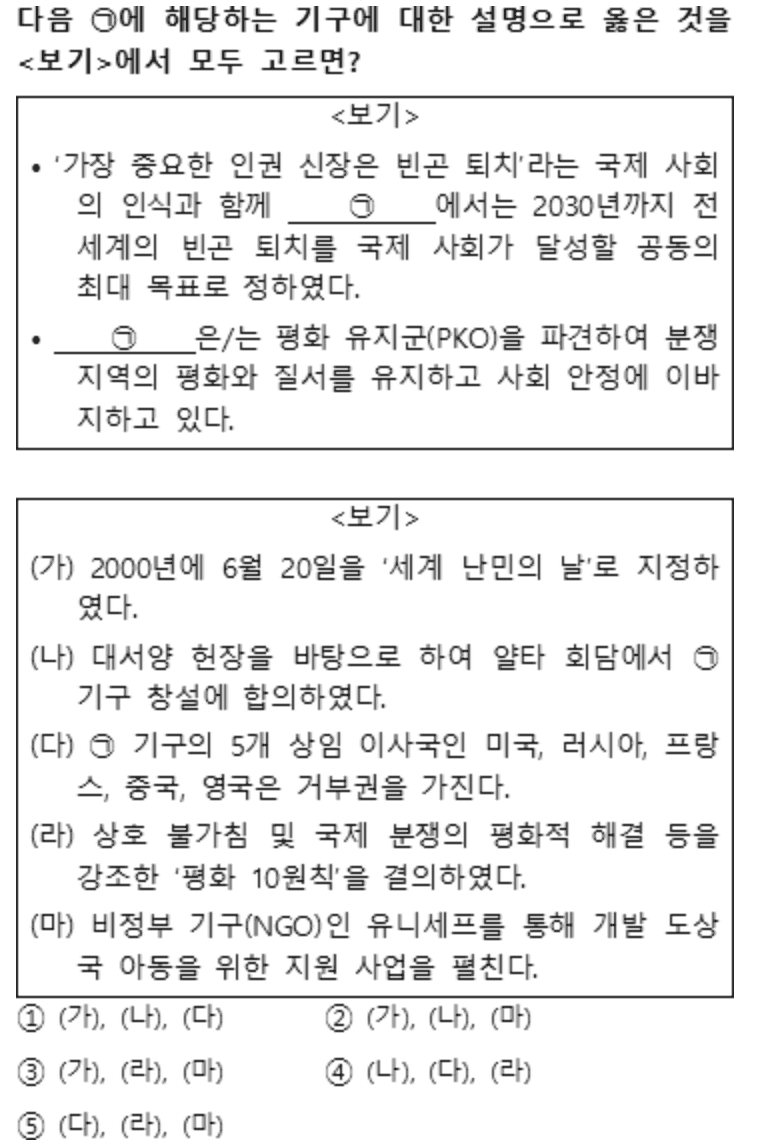 다음 ㉠에 해당하는 기구에 대한 설명으로 옳은 것을
<보기>에서 모두 고르면?
<보기>
• '가장 중요한 인권 신장은 빈곤 퇴치'라는 국제 사회
의 인식과 함께 ___㉠___에서는 2030년까지 전
세계의 빈곤 퇴치를 국제 사회가 달성할 공동의
최대 목표로 정하였다.
• ___㉠___은/는 평화 유지군(PKO)을 파견하여 분쟁
지역의 평화와 질서를 유지하고 사회 안정에 이바
지하고 있다.
<보기>
(가) 2000년에 6월 20일을 '세계 난민의 날'로 지정하
였다.
(나) 대서양 헌장을 바탕으로 하여 얄타 회담에서 ㉠
기구 창설에 합의하였다.
(다) ㉠ 기구의 5개 상임 이사국인 미국, 러시아, 프랑
스, 중국, 영국은 거부권을 가진다.
(라) 상호 불가침 및 국제 분쟁의 평화적 해결 등을
강조한 '평화 10원칙'을 결의하였다.
(마) 비정부 기구(NGO)인 유니세프를 통해 개발 도상
국 아동을 위한 지원 사업을 펼친다.
① (가), (나), (다) ② (가), (나), (마)
③ (가), (라), (마) ④ (나), (다), (라)
⑤ (다), (라), (마)